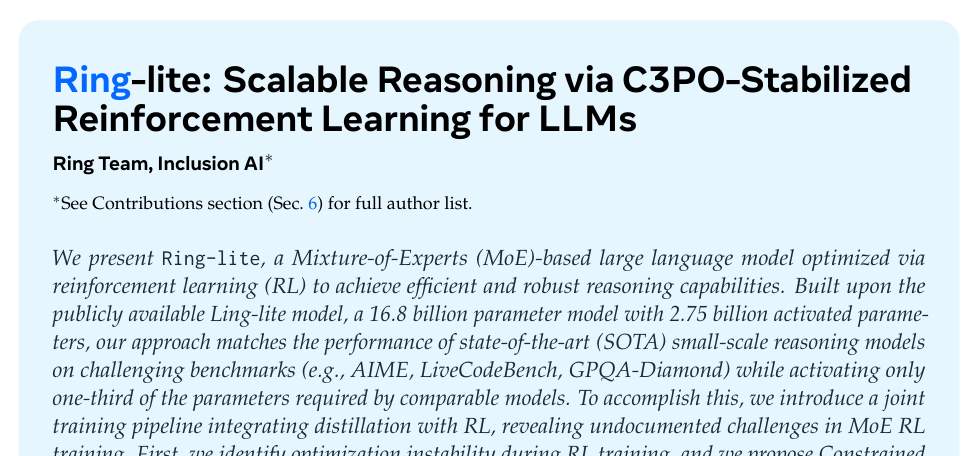 Ring-lite: Scalable Reasoning via C3PO-Stabilized
Reinforcement Learning for LLMs
Ring Team, Inclusion AI*
*See Contributions section (Sec. 6) for full author list.
We present Ring-lite, a Mixture-of-Experts (MoE)-based large language model optimized via
reinforcement learning (RL) to achieve efficient and robust reasoning capabilities. Built upon the
publicly available Ling-lite model, a 16.8 billion parameter model with 2.75 billion activated parame-
ters, our approach matches the performance of state-of-the-art (SOTA) small-scale reasoning models
on challenging benchmarks (e.g., AIME, LiveCodeBench, GPQA-Diamond) while activating only
one-third of the parameters required by comparable models. To accomplish this, we introduce a joint
training pipeline integrating distillation with RL, revealing undocumented challenges in MoE RL
training. First, we identify optimization instability during RL training, and we propose Constrained